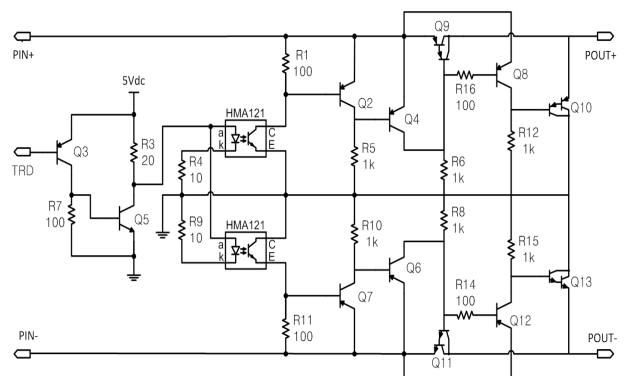 Q9
PIN+
POUT+
R1
100
5Vdc
Q8
R16
100
HMA121
Q2
Q10
Q4
Q3
R3
20
a
k
C
E
R5
1k
R12
1k
TRD
R4
10
R6
1k
R7
100
Q5
R9
10
HMA121
R10
1k
R8
1k
a
k
C
E
R15
1k
Q6
Q13
Q7
R14
100
R11
100
Q12
PIN-
POUT-
Q11